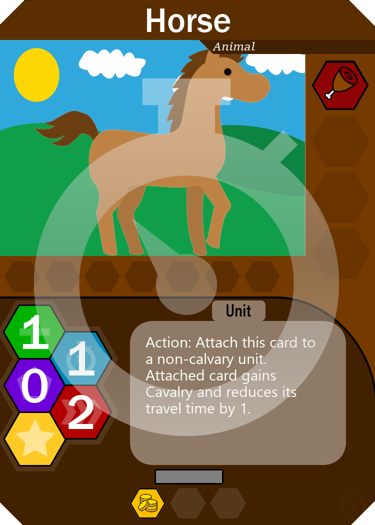 Horse
Animal
1
1
0
2
Unit
Action: Attach this card to
a non-calvary unit.
Attached card gains
Cavalry and reduces its
travel time by 1.